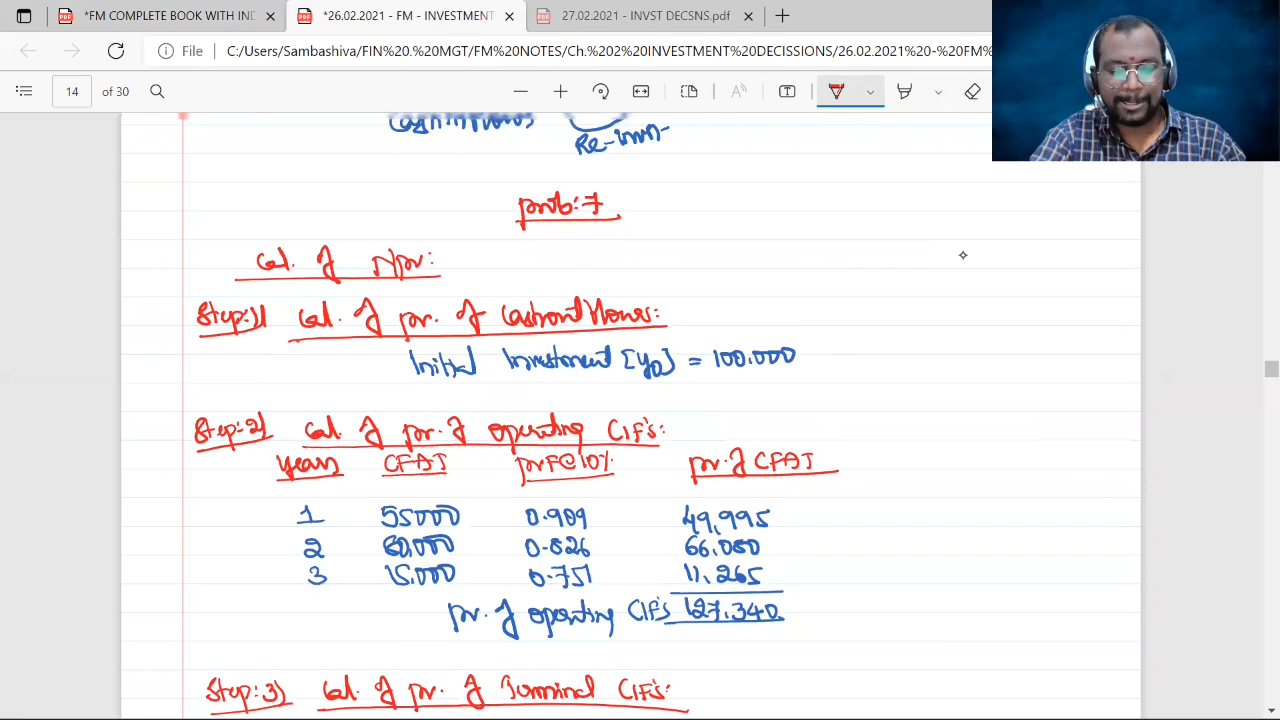 *FM COMPLETE BOOK WITH IND
*26.02.2021 - FM - INVESTMENT
27.02.2021 - INVST DECSNS.pdf
File C:/Users/Sambashiva/FIN%20.%20MGT/FM%20NOTES/Ch.%202%20INVESTMENT%20DECISSIONS/26.02.2021%20-%20FM%
14 of 30
Cash inflows
Re-invt
prob:7
Cal. of NPV:
Step:1) Cal. of pv. of Cashoutflows:
Initial Investment [Y0] = 100,000
Step:2) Cal. of pv. of operating CIF's:
Years CFAT PVF@10% pv. of CFAT
1 55000 0.909 49,995
2 80,000 0.826 66,080
3 15,000 0.751 11,265
pv. of operating CIF's 127,340
Step:3) Cal. of pv. of Terminal CIF's: